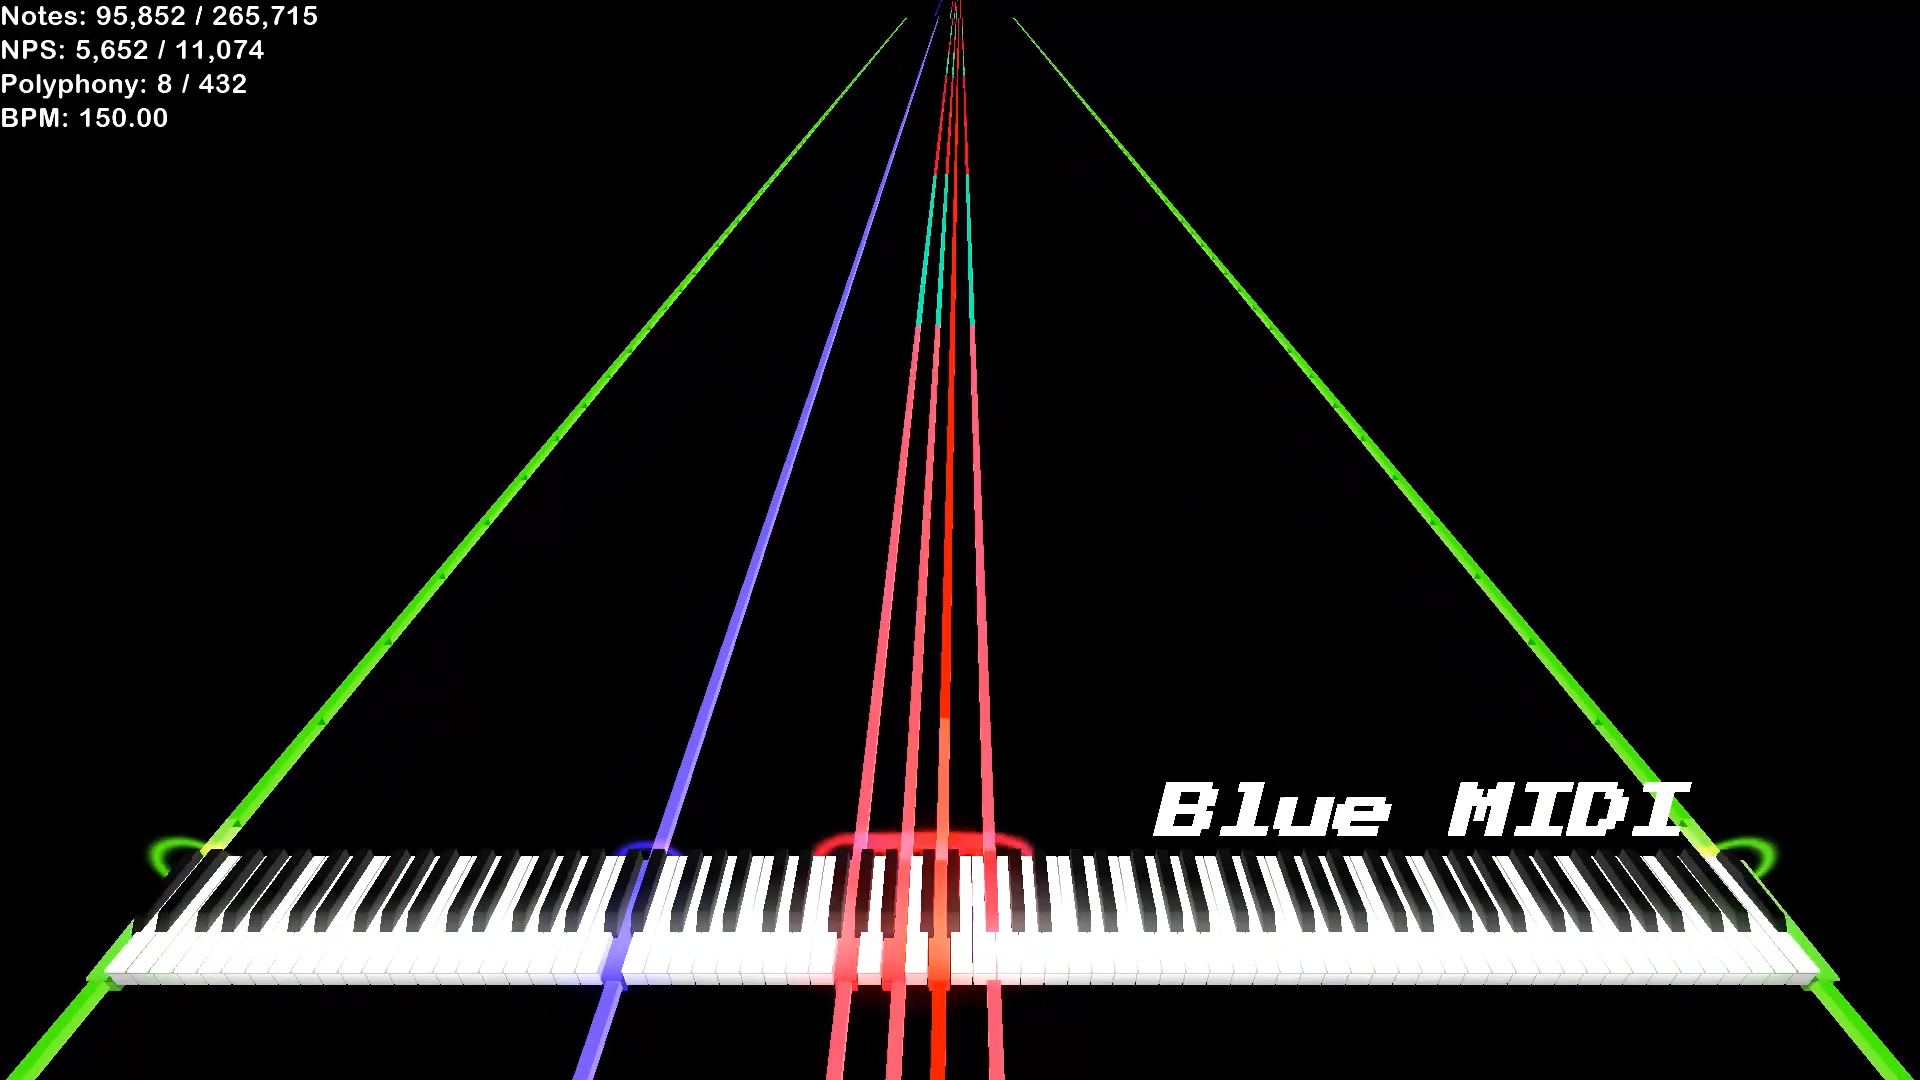 Notes: 95,852 / 265,715
NPS: 5,652 / 11,074
Polyphony: 8 / 432
BPM: 150.00
Blue MIDI